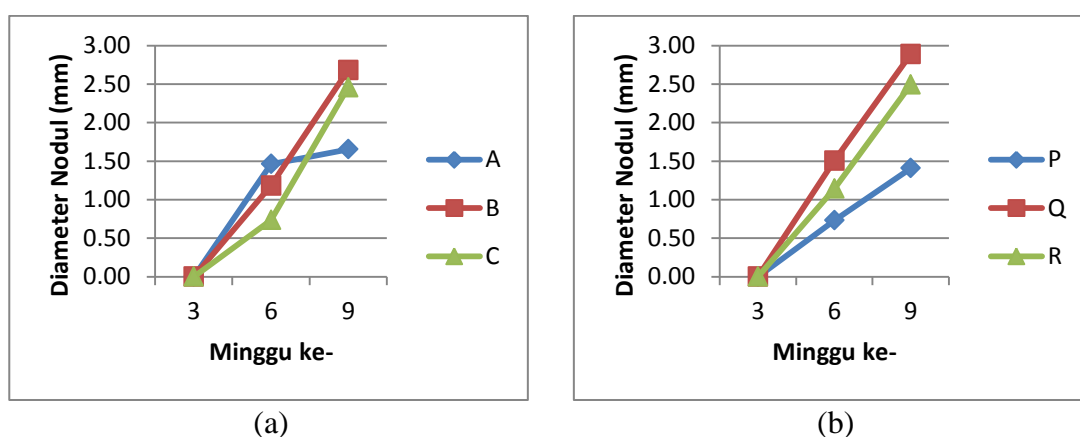 Diameter Nodul (mm)
3.00
2.50
2.00
1.50
1.00
0.50
0.00
3 6 9
Minggu ke-
A
B
C
(a)
Diameter Nodul (mm)
3.00
2.50
2.00
1.50
1.00
0.50
0.00
3 6 9
Minggu ke-
P
Q
R
(b)